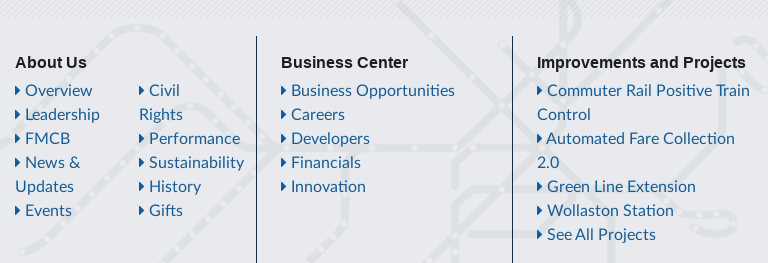 About Us
Overview
Leadership
FMCB
News &
Updates
Events
Civil
Rights
Performance
Sustainability
History
Gifts
Business Center
Business Opportunities
Careers
Developers
Financials
Innovation
Improvements and Projects
Commuter Rail Positive Train
Control
Automated Fare Collection
2.0
Green Line Extension
Wollaston Station
See All Projects